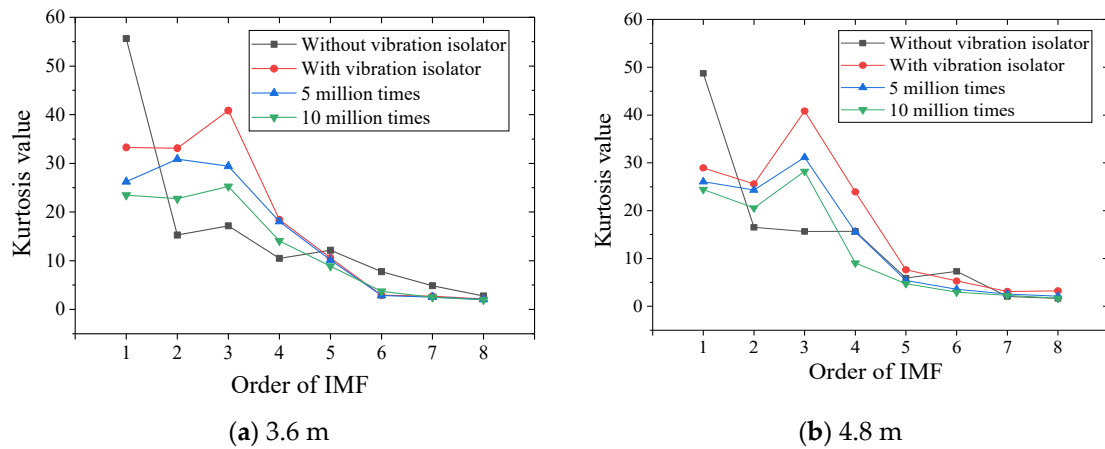 60
50
40
30
20
10
0
Kurtosis value
Without vibration isolator
With vibration isolator
5 million times
10 million times
1 2 3 4 5 6 7 8
Order of IMF
(a) 3.6 m
60
50
40
30
20
10
0
Kurtosis value
Without vibration isolator
With vibration isolator
5 million times
10 million times
1 2 3 4 5 6 7 8
Order of IMF
(b) 4.8 m